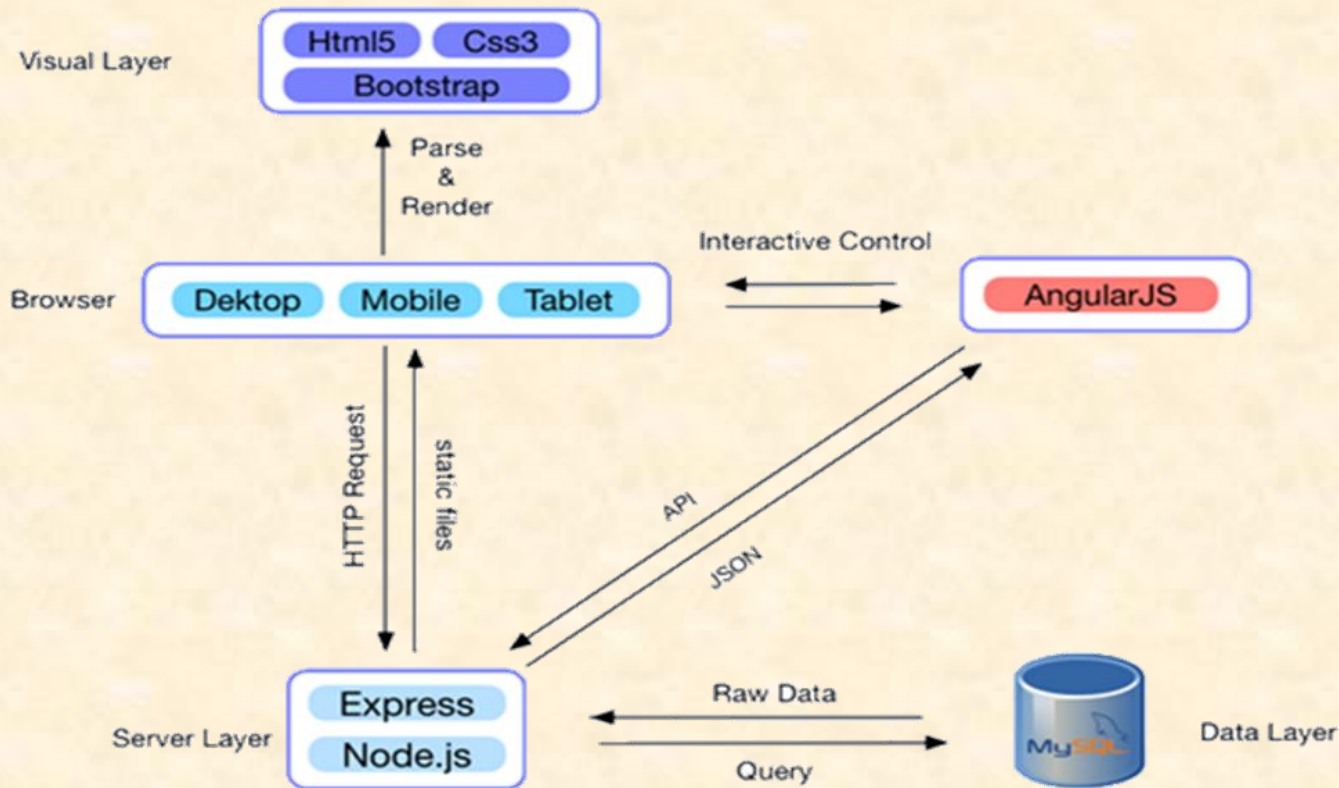 Visual Layer
Html5 Css3
Bootstrap
Parse
&
Render
Interactive Control
Browser
Dektop Mobile Tablet
AngularJS
HTTP Request
static files
API
JSON
Server Layer
Express
Node.js
Raw Data
Query
MySQL
Data Layer